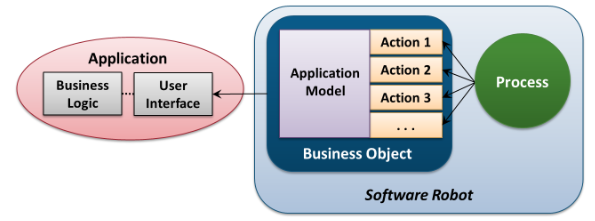 Application
Business
Logic
User
Interface
Application
Model
Action 1
Action 2
Action 3
. . .
Business Object
Process
Software Robot